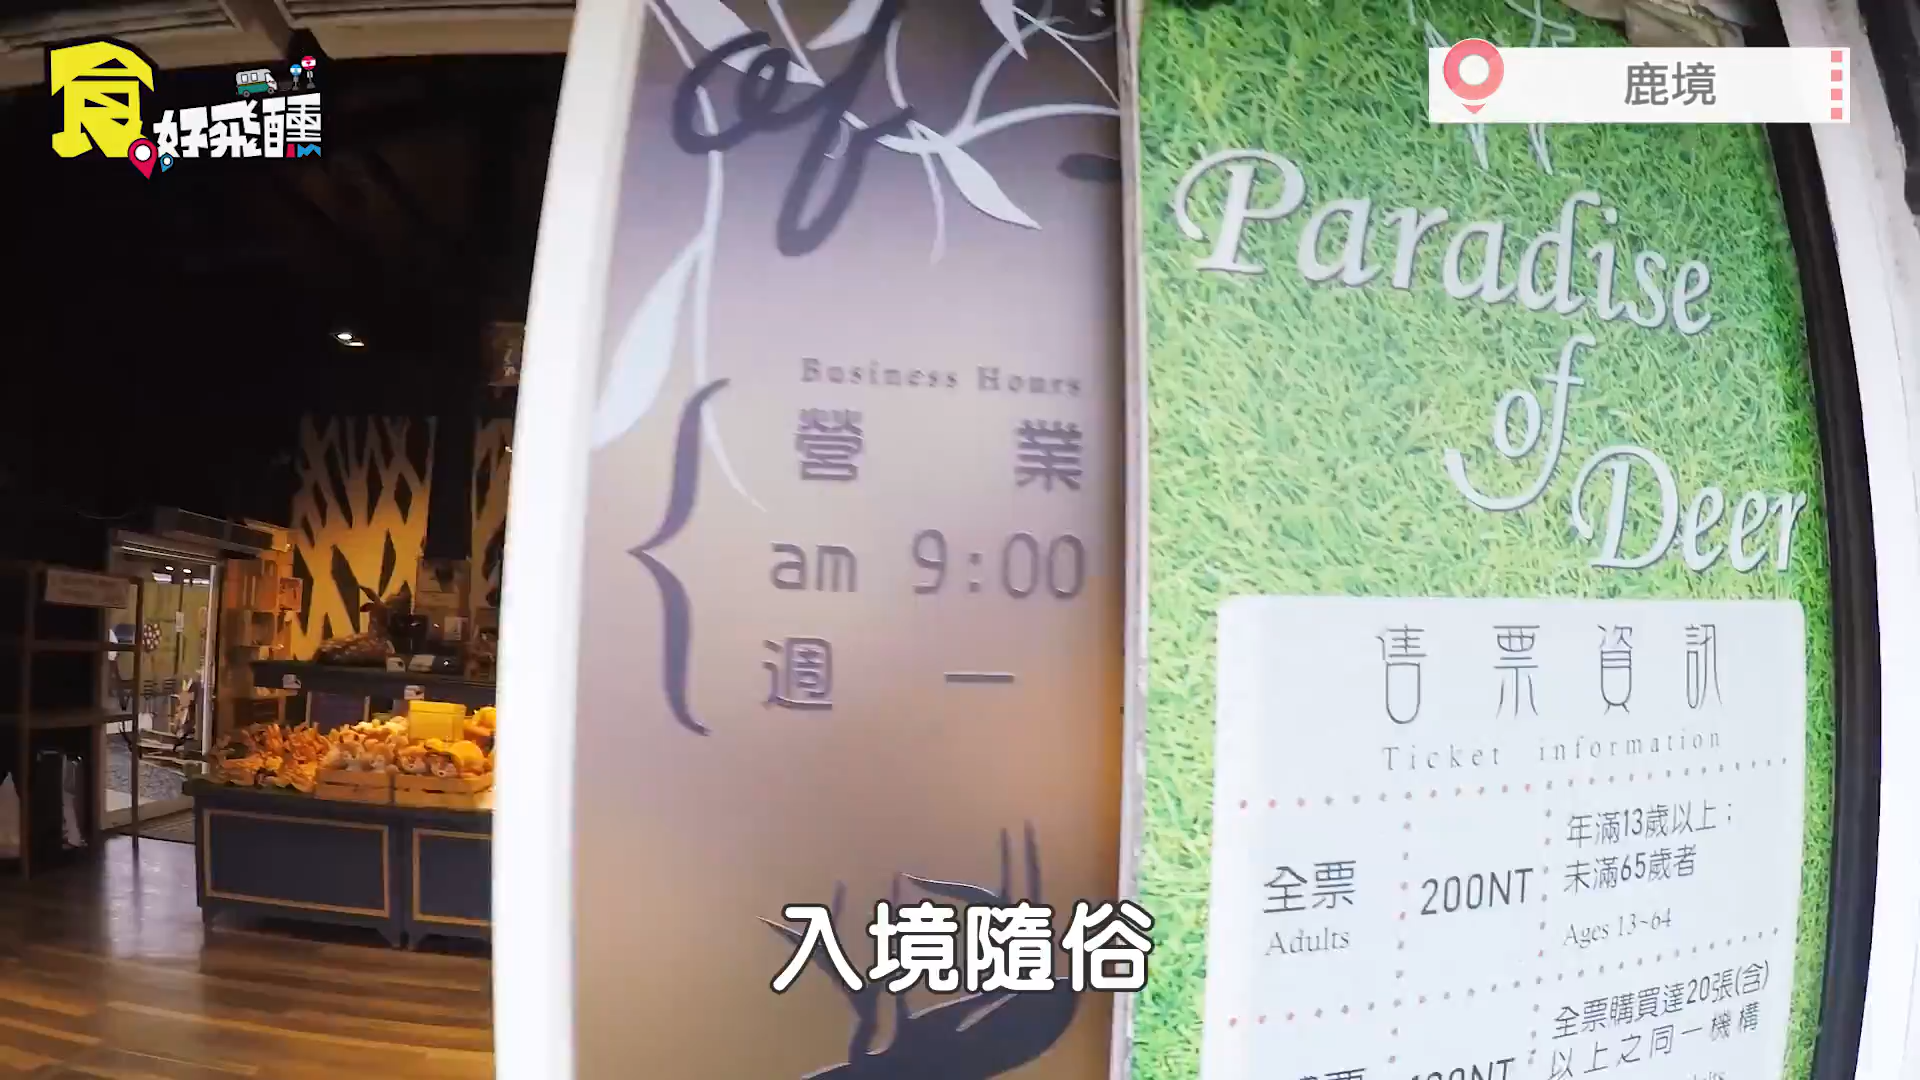 食
好飛醺
鹿境
Business Hours
營 業
am 9:00
週 一
Paradise
of
Deer
售票資訊
Ticket information
全票
Adults
200NT
年滿13歲以上；
未滿65歲者
Ages 13~64
全票購買達20張(含)
以上之同一機構
入境隨俗